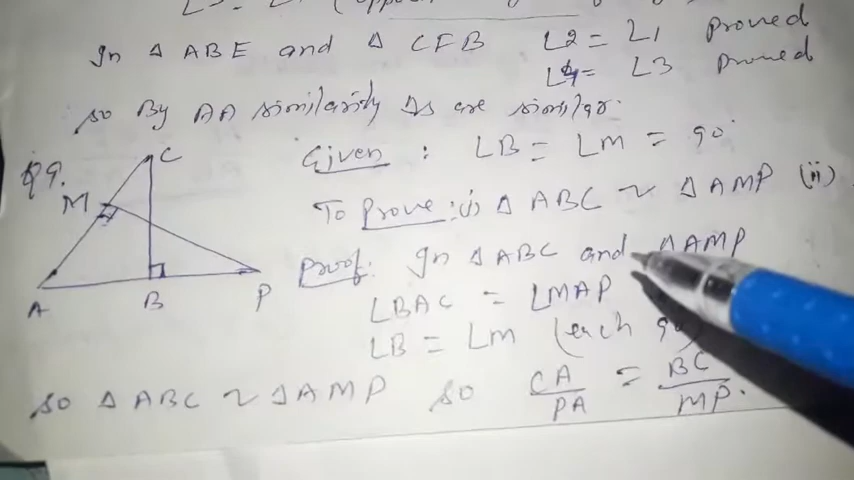 In Δ ABE and Δ CFB ∠2 = ∠1 Proved
∠4 = ∠3 Proved
So By AA similarity Δs are similar.
Q9.
C
M
A
B
P
Given : ∠B = ∠M = 90°
To Prove : (i) Δ ABC ~ Δ AMP (ii)
Proof: In Δ ABC and Δ AMP
∠BAC = ∠MAP
∠B = ∠M (each 90
So Δ ABC ~ Δ AMP so CA/PA = BC/MP.